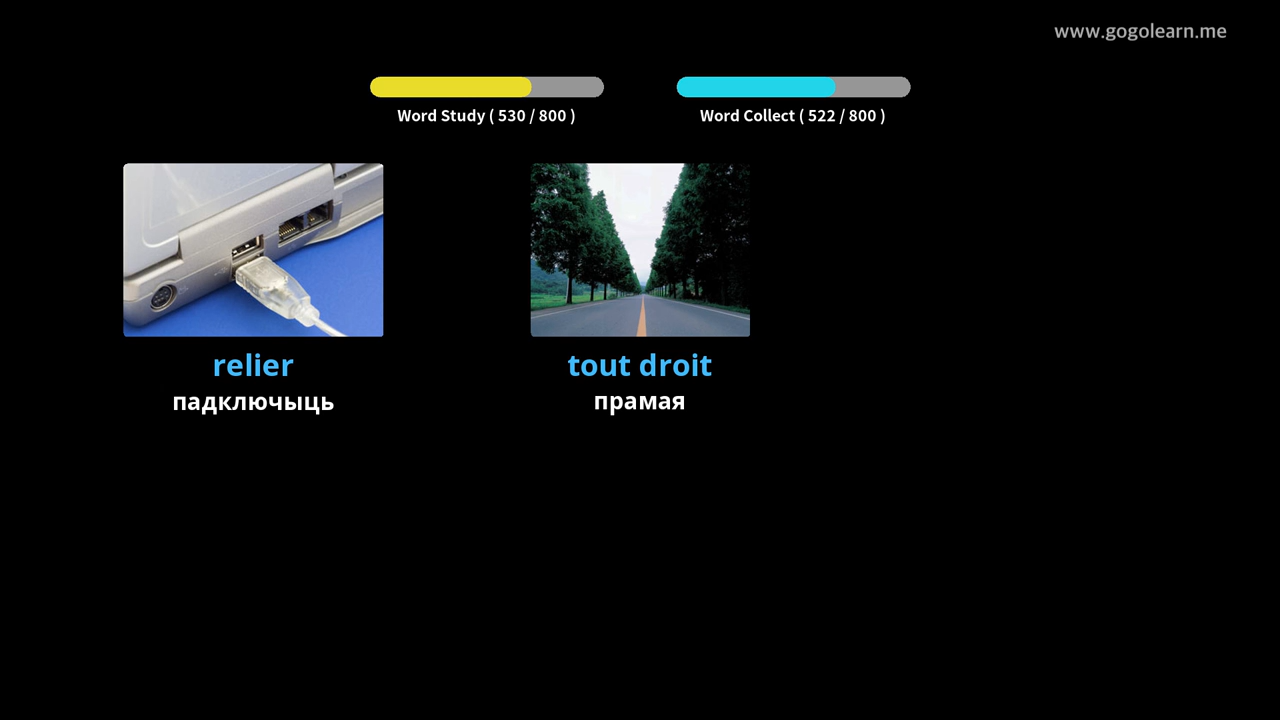 www.gogolearn.me
Word Study ( 530 / 800 )
Word Collect ( 522 / 800 )
relier
падключыць
tout droit
прамая